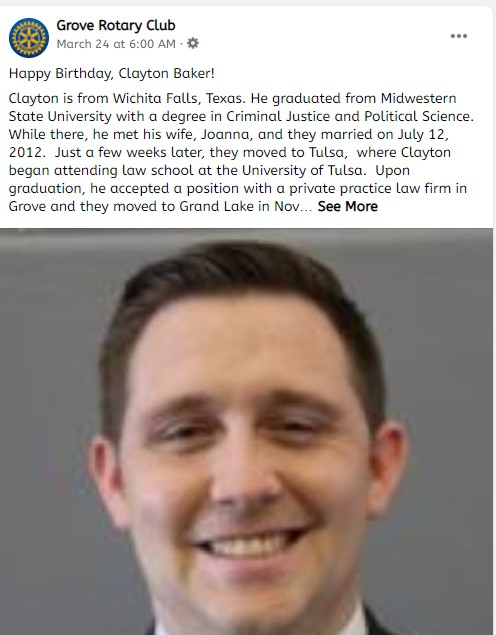 Grove Rotary Club
March 24 at 6:00 AM ·
Happy Birthday, Clayton Baker!
Clayton is from Wichita Falls, Texas. He graduated from Midwestern
State University with a degree in Criminal Justice and Political Science.
While there, he met his wife, Joanna, and they married on July 12,
2012.  Just a few weeks later, they moved to Tulsa,  where Clayton
began attending law school at the University of Tulsa.  Upon
graduation, he accepted a position with a private practice law firm in
Grove and they moved to Grand Lake in Nov... See More